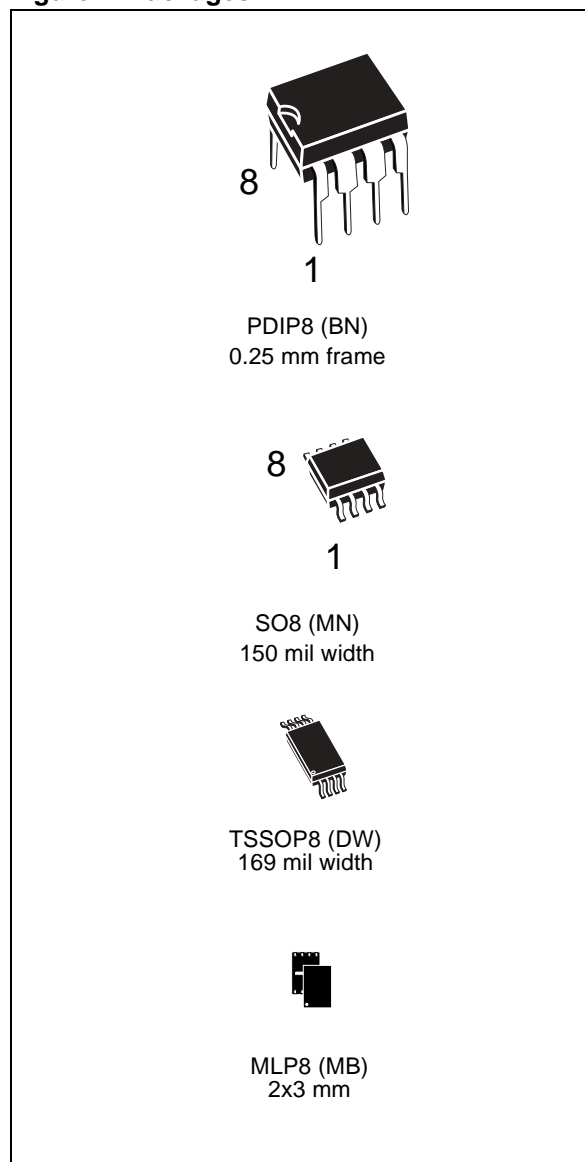 8
1
PDIP8 (BN)
0.25 mm frame
8
1
SO8 (MN)
150 mil width
TSSOP8 (DW)
169 mil width
MLP8 (MB)
2x3 mm